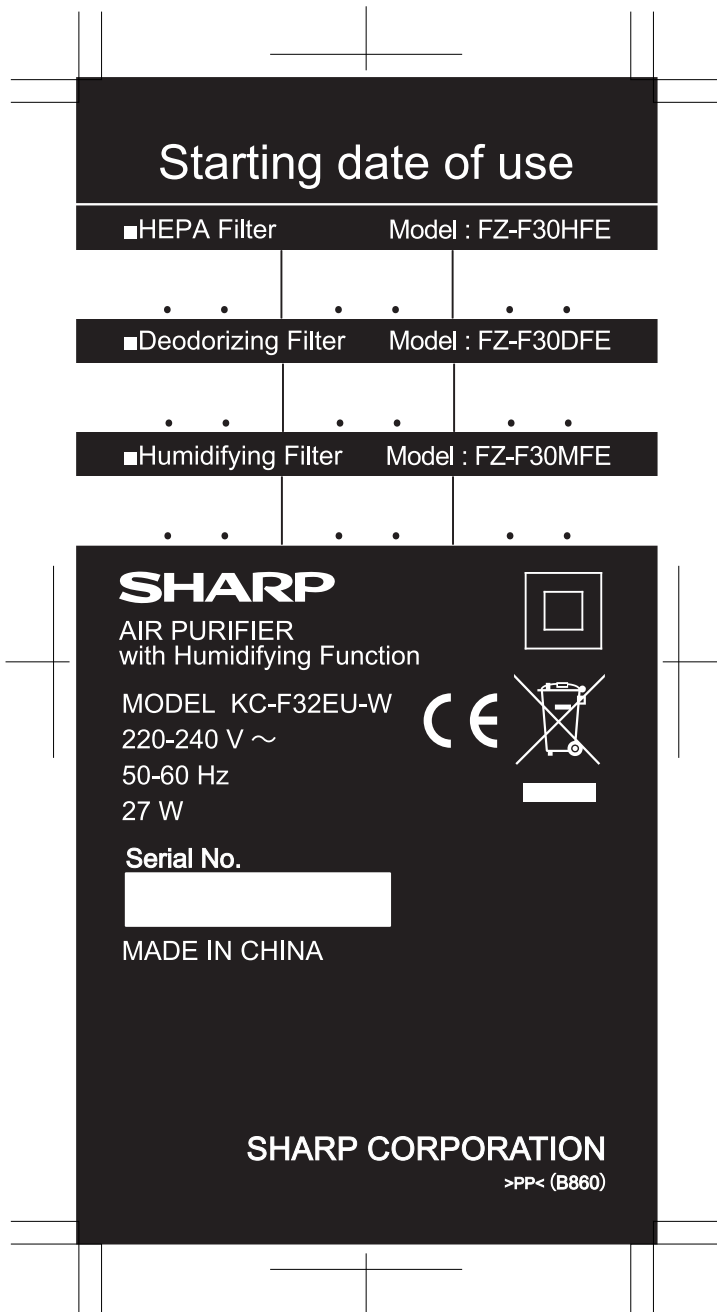 Starting date of use
■HEPA Filter Model : FZ-F30HFE
■Deodorizing Filter Model : FZ-F30DFE
■Humidifying Filter Model : FZ-F30MFE
SHARP
AIR PURIFIER
with Humidifying Function
MODEL KC-F32EU-W
220-240 V ～
50-60 Hz
27 W
CE
Serial No.
MADE IN CHINA
SHARP CORPORATION
>PP< (B860)